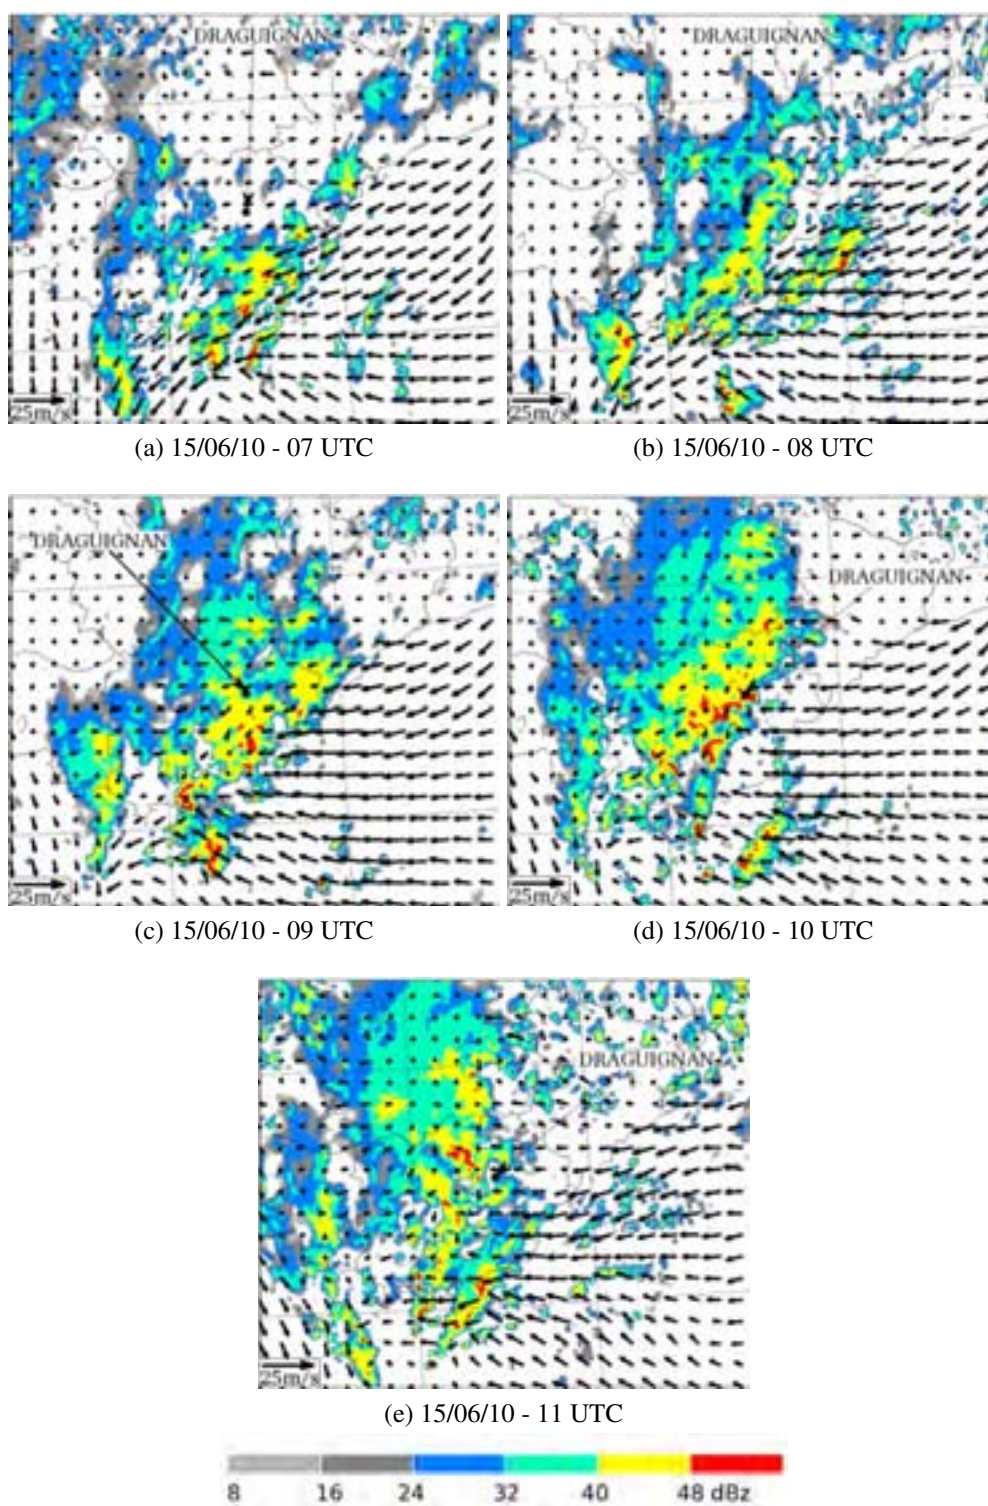 DRAGUIGNAN
DRAGUIGNAN
25m/s
25m/s
(a) 15/06/10 - 07 UTC
(b) 15/06/10 - 08 UTC
DRAGUIGNAN
DRAGUIGNAN
25m/s
25m/s
(c) 15/06/10 - 09 UTC
(d) 15/06/10 - 10 UTC
DRAGUIGNAN
25m/s
(e) 15/06/10 - 11 UTC
8 16 24 32 40 48 dBz